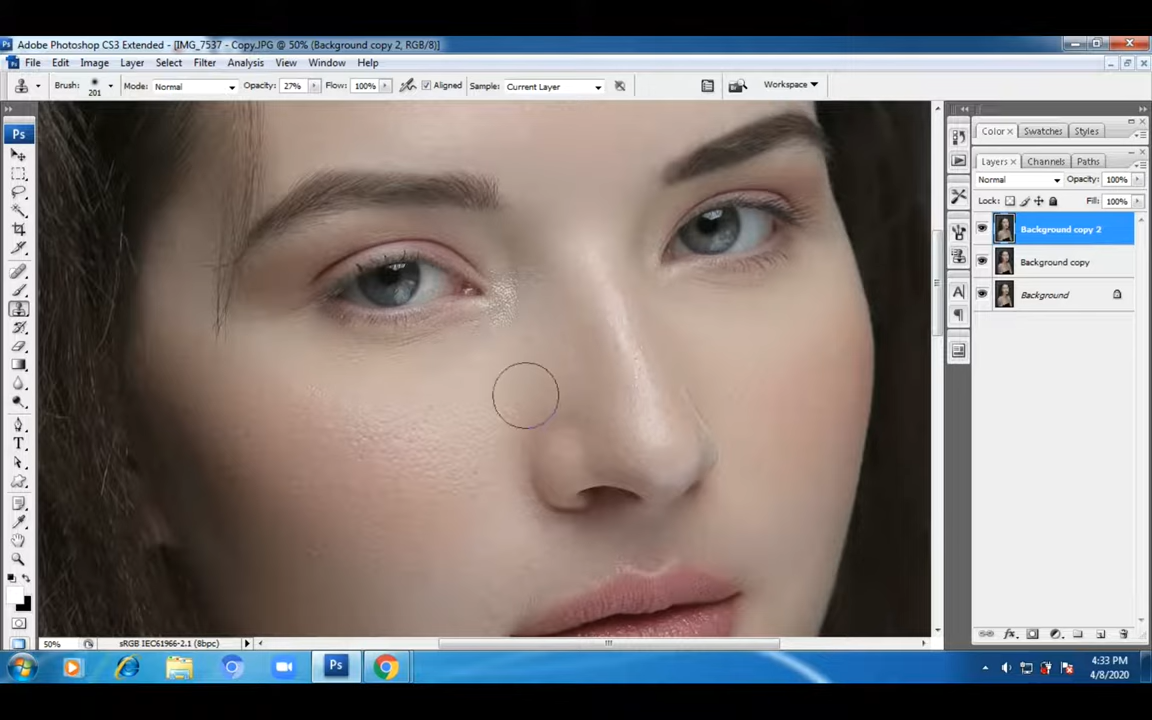 Adobe Photoshop CS3 Extended - [IMG_7537 - Copy.JPG @ 50% (Background copy 2, RGB/8)]
File Edit Image Layer Select Filter Analysis View Window Help
Brush: 201 Mode: Normal Opacity: 27% Flow: 100% Aligned Sample: Current Layer Workspace
Ps
Color × Swatches Styles
Layers × Channels Paths
Normal Opacity: 100%
Lock: Fill: 100%
Background copy 2
Background copy
Background
50% sRGB IEC61966-2.1 (8bpc)
Ps
4:33 PM
4/8/2020